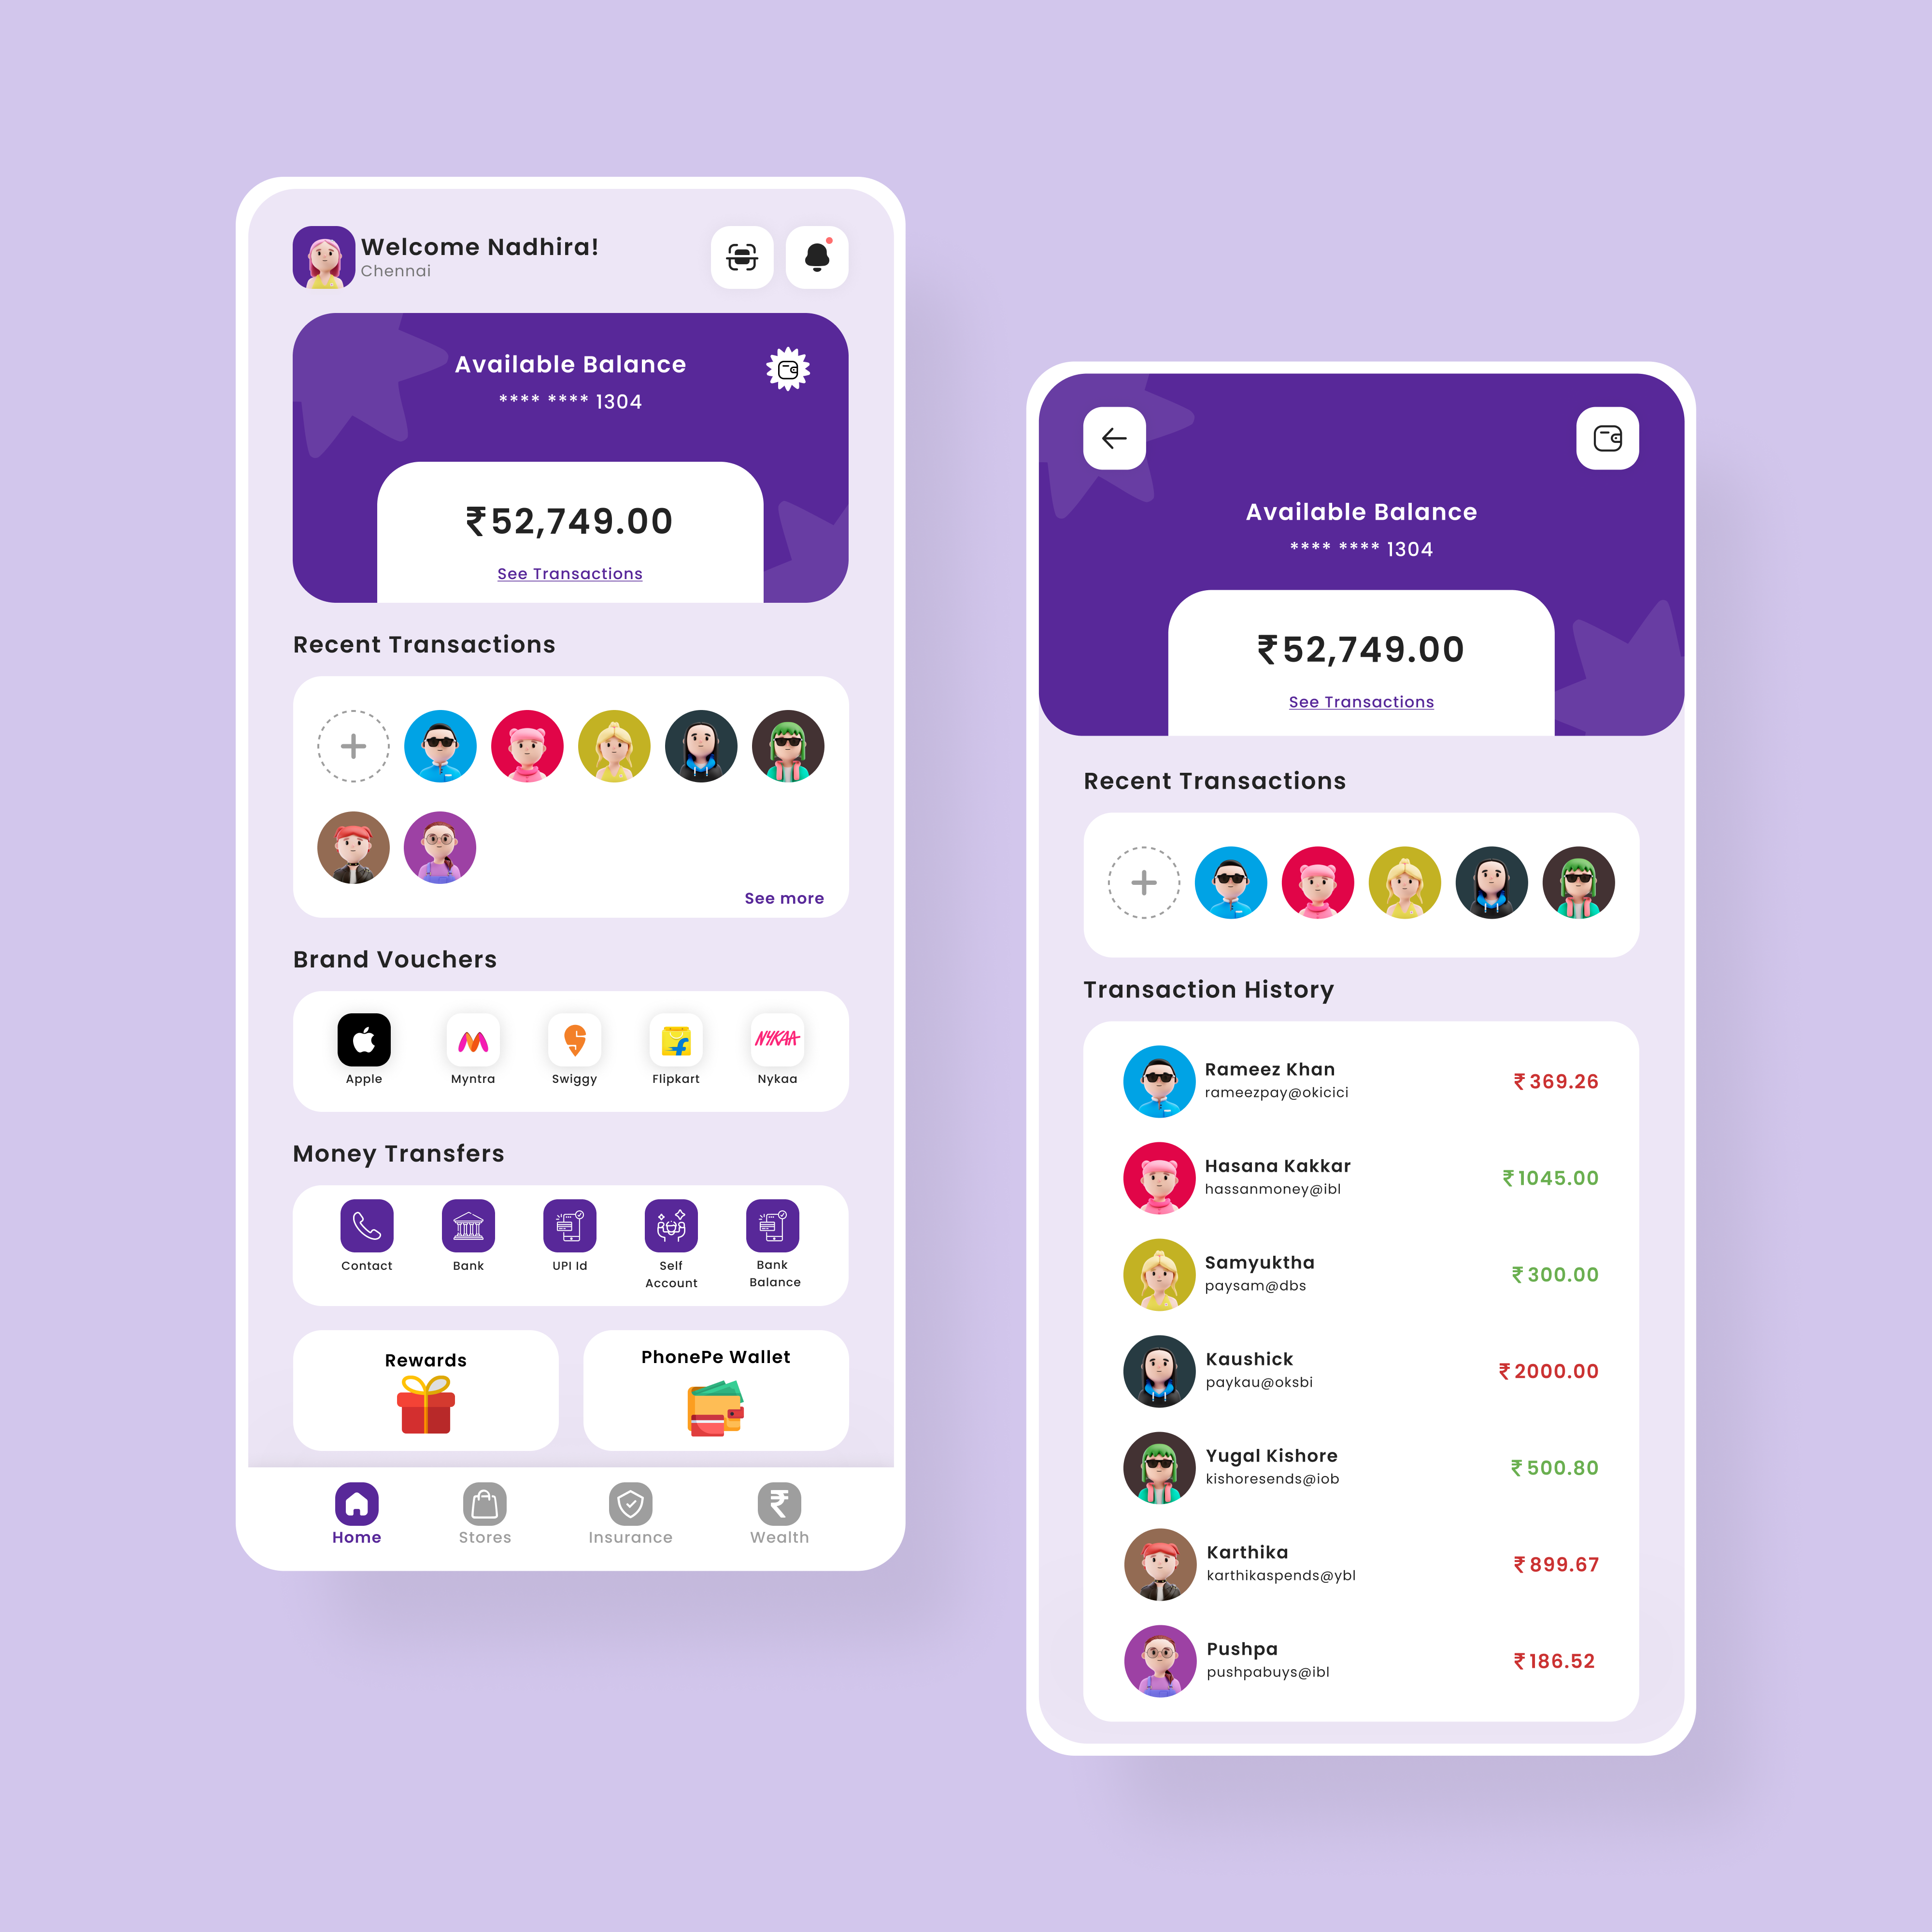 Welcome Nadhira!
Chennai
Available Balance
**** **** 1304
₹52,749.00
See Transactions
Recent Transactions
See more
Brand Vouchers
NYKAA
Apple Myntra Swiggy Flipkart Nykaa
Money Transfers
Contact Bank UPI Id Self Account Bank Balance
Rewards PhonePe Wallet
Home Stores Insurance Wealth
Available Balance
**** **** 1304
₹52,749.00
See Transactions
Recent Transactions
Transaction History
Rameez Khan
rameezpay@okicici
₹369.26
Hasana Kakkar
hassanmoney@ibl
₹1045.00
Samyuktha
paysam@dbs
₹300.00
Kaushick
paykau@oksbi
₹2000.00
Yugal Kishore
kishoresends@iob
₹500.80
Karthika
karthikaspends@ybl
₹899.67
Pushpa
pushpabuys@ibl
₹186.52